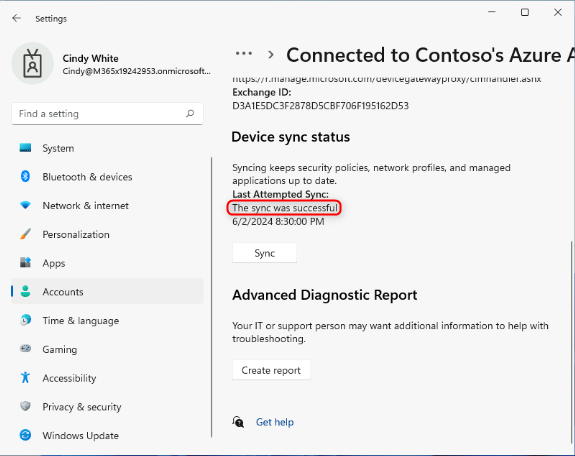 Settings
Cindy White
Cindy@M365x19242953.onmicrosoft...
Find a setting
System
Bluetooth & devices
Network & internet
Personalization
Apps
Accounts
Time & language
Gaming
Accessibility
Privacy & security
Windows Update
... > Connected to Contoso's Azure A
https://r.manage.microsoft.com/devicegatewayproxy/cimhandler.ashx
Exchange ID:
D3A1E5DC3F2878D5CBF706F195162D53
Device sync status
Syncing keeps security policies, network profiles, and managed
applications up to date.
Last Attempted Sync:
The sync was successful
6/2/2024 8:30:00 PM
Sync
Advanced Diagnostic Report
Your IT or support person may want additional information to help with
troubleshooting.
Create report
Get help